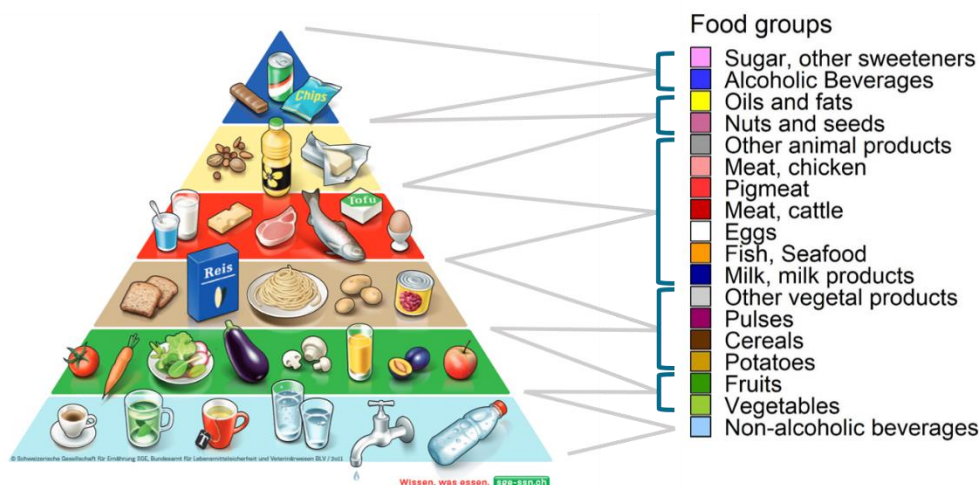 Food groups
Sugar, other sweeteners
Alcoholic Beverages
Oils and fats
Nuts and seeds
Other animal products
Meat, chicken
Pigmeat
Meat, cattle
Eggs
Fish, Seafood
Milk, milk products
Other vegetal products
Pulses
Cereals
Potatoes
Fruits
Vegetables
Non-alcoholic beverages
Chips
Tofu
Reis
© Schweizerische Gesellschaft für Ernährung SGE, Bundesamt für Lebensmittelsicherheit und Veterinärwesen BLV / 2011
Wissen, was essen. sge-ssn.ch